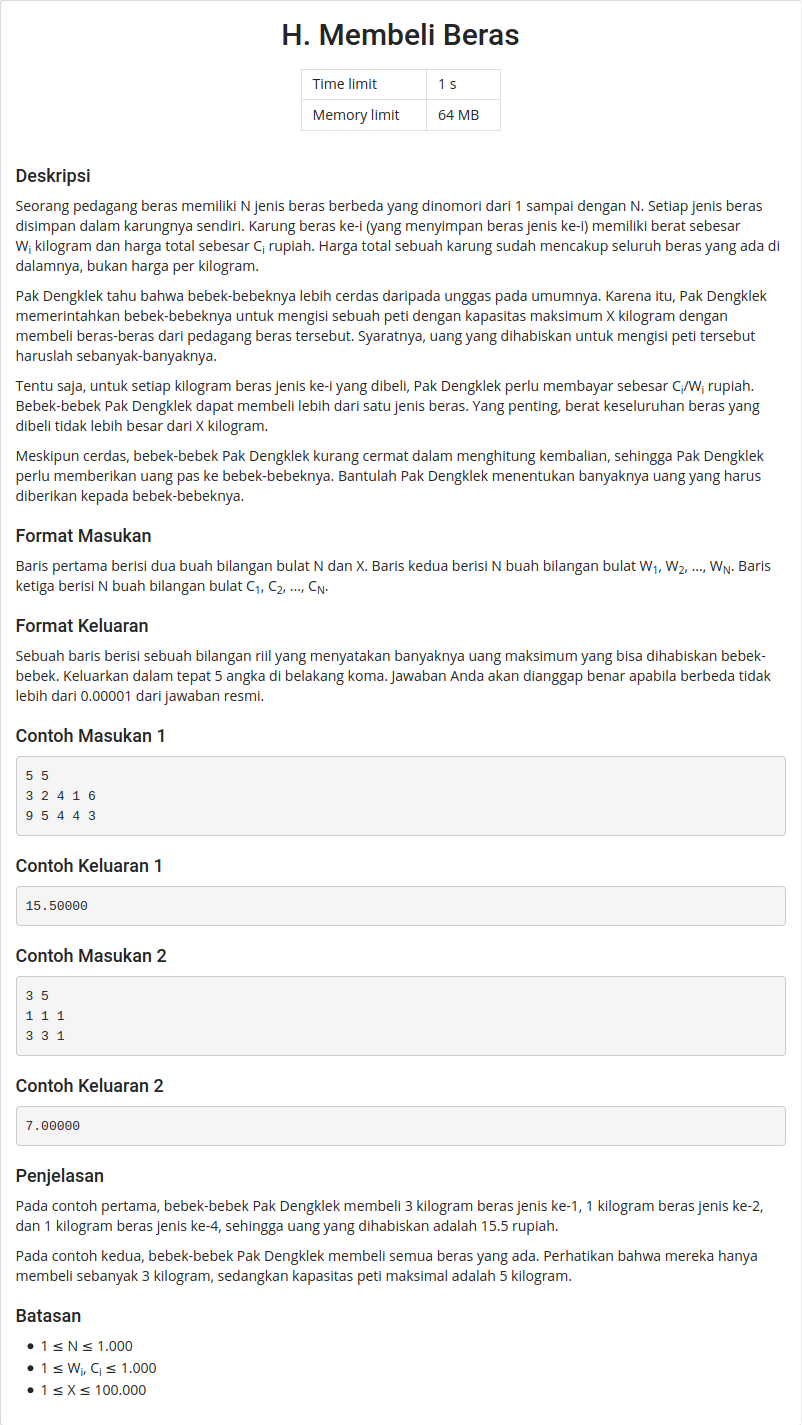 H. Membeli Beras
Time limit 1 s
Memory limit 64 MB
Deskripsi
Seorang pedagang beras memiliki N jenis beras berbeda yang dinomori dari 1 sampai dengan N. Setiap jenis beras
disimpan dalam karungnya sendiri. Karung beras ke-i (yang menyimpan beras jenis ke-i) memiliki berat sebesar
Wi kilogram dan harga total sebesar Ci rupiah. Harga total sebuah karung sudah mencakup seluruh beras yang ada di
dalamnya, bukan harga per kilogram.
Pak Dengklek tahu bahwa bebek-bebeknya lebih cerdas daripada unggas pada umumnya. Karena itu, Pak Dengklek
memerintahkan bebek-bebeknya untuk mengisi sebuah peti dengan kapasitas maksimum X kilogram dengan
membeli beras-beras dari pedagang beras tersebut. Syaratnya, uang yang dihabiskan untuk mengisi peti tersebut
haruslah sebanyak-banyaknya.
Tentu saja, untuk setiap kilogram beras jenis ke-i yang dibeli, Pak Dengklek perlu membayar sebesar Ci/Wi rupiah.
Bebek-bebek Pak Dengklek dapat membeli lebih dari satu jenis beras. Yang penting, berat keseluruhan beras yang
dibeli tidak lebih besar dari X kilogram.
Meskipun cerdas, bebek-bebek Pak Dengklek kurang cermat dalam menghitung kembalian, sehingga Pak Dengklek
perlu memberikan uang pas ke bebek-bebeknya. Bantulah Pak Dengklek menentukan banyaknya uang yang harus
diberikan kepada bebek-bebeknya.
Format Masukan
Baris pertama berisi dua buah bilangan bulat N dan X. Baris kedua berisi N buah bilangan bulat W1, W2, ..., WN. Baris
ketiga berisi N buah bilangan bulat C1, C2, ..., CN.
Format Keluaran
Sebuah baris berisi sebuah bilangan riil yang menyatakan banyaknya uang maksimum yang bisa dihabiskan bebek-
bebek. Keluarkan dalam tepat 5 angka di belakang koma. Jawaban Anda akan dianggap benar apabila berbeda tidak
lebih dari 0.00001 dari jawaban resmi.
Contoh Masukan 1
5 5
3 2 4 1 6
9 5 4 4 3
Contoh Keluaran 1
15.50000
Contoh Masukan 2
3 5
1 1 1
3 3 1
Contoh Keluaran 2
7.00000
Penjelasan
Pada contoh pertama, bebek-bebek Pak Dengklek membeli 3 kilogram beras jenis ke-1, 1 kilogram beras jenis ke-2,
dan 1 kilogram beras jenis ke-4, sehingga uang yang dihabiskan adalah 15.5 rupiah.
Pada contoh kedua, bebek-bebek Pak Dengklek membeli semua beras yang ada. Perhatikan bahwa mereka hanya
membeli sebanyak 3 kilogram, sedangkan kapasitas peti maksimal adalah 5 kilogram.
Batasan
• 1 ≤ N ≤ 1.000
• 1 ≤ Wi, Ci ≤ 1.000
• 1 ≤ X ≤ 100.000